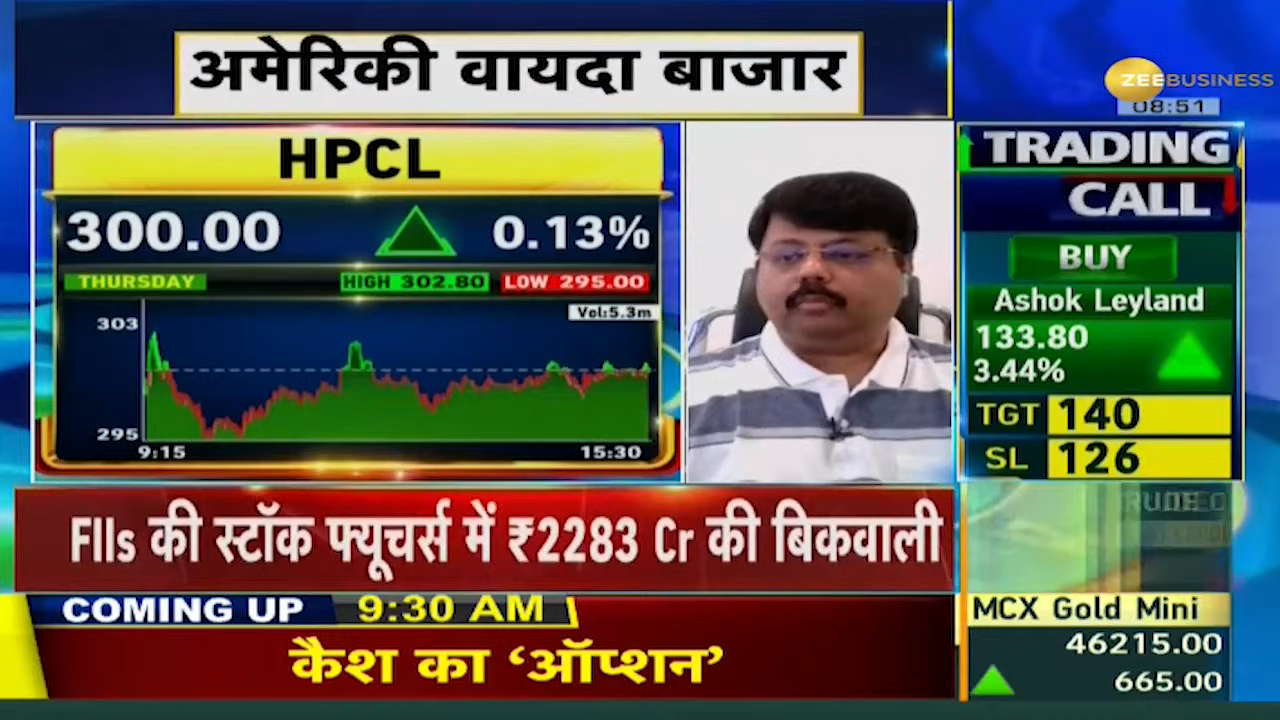 अमेरिकी वायदा बाजार
ZEEBUSINESS
08:51
HPCL
300.00 0.13%
THURSDAY HIGH 302.80 LOW 295.00
Vol:5.3m
303
295
9:15 15:30
TRADING
CALL
BUY
Ashok Leyland
133.80
3.44%
TGT 140
SL 126
FIIs की स्टॉक फ्यूचर्स में ₹2283 Cr की बिकवाली
COMING UP 9:30 AM
कैश का ‘ऑप्शन’
MCX Gold Mini
46215.00
665.00